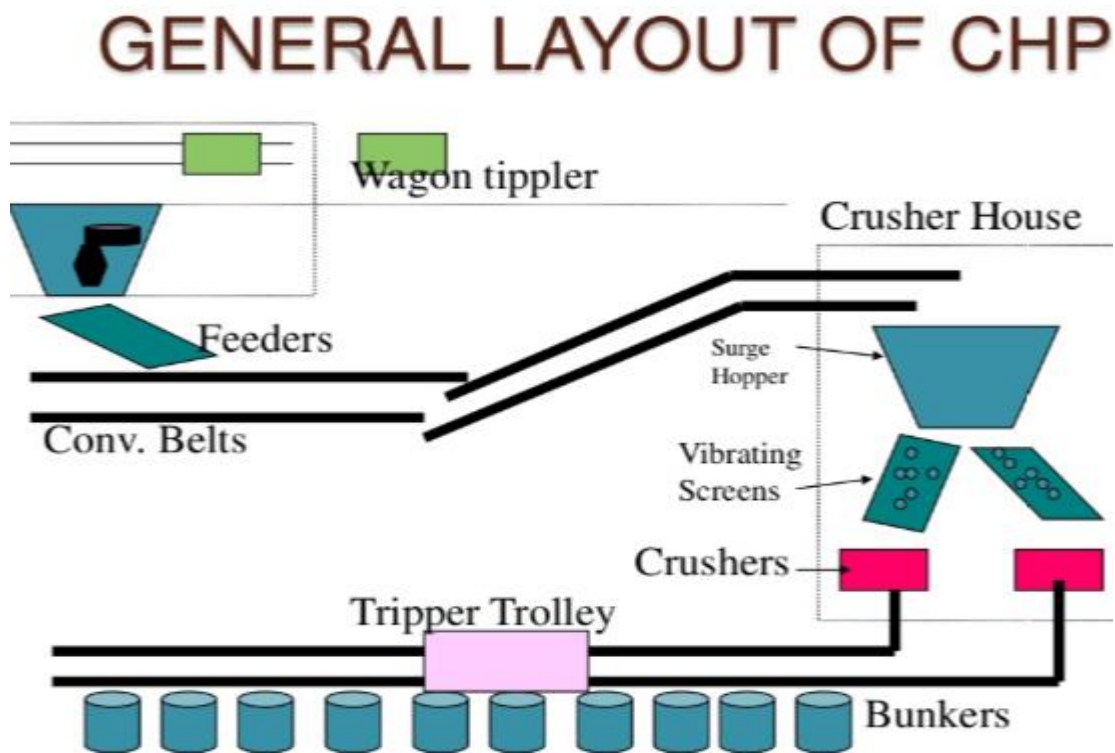 GENERAL LAYOUT OF CHP
Wagon tippler
Crusher House
Feeders
Surge
Hopper
Conv. Belts
Vibrating
Screens
Crushers
Tripper Trolley
Bunkers